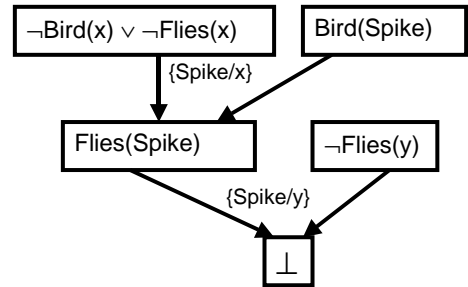 ¬Bird(x) ∨ ¬Flies(x)
Bird(Spike)
{Spike/x}
Flies(Spike)
¬Flies(y)
{Spike/y}
⊥